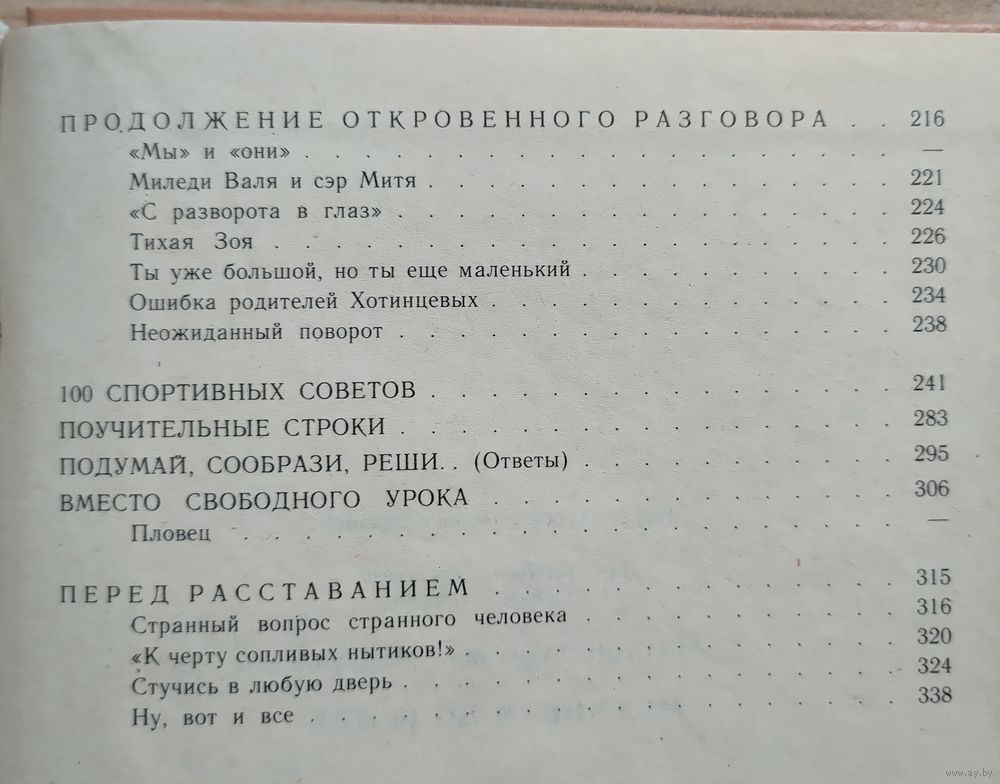 ПРОДОЛЖЕНИЕ ОТКРОВЕННОГО РАЗГОВОРА . . 216
«Мы» и «они» . . . . . . . . . . . . . . . . —
Миледи Валя и сэр Митя . . . . . . . . . . . . . 221
«С разворота в глаз» . . . . . . . . . . . . . . 224
Тихая Зоя . . . . . . . . . . . . . . . . . 226
Ты уже большой, но ты еще маленький . . . . . . . . 230
Ошибка родителей Хотинцевых . . . . . . . . . . . 234
Неожиданный поворот . . . . . . . . . . . . . . 238
100 СПОРТИВНЫХ СОВЕТОВ . . . . . . . . . . . . . 241
ПОУЧИТЕЛЬНЫЕ СТРОКИ . . . . . . . . . . . . . . 283
ПОДУМАЙ, СООБРАЗИ, РЕШИ. . (Ответы) . . . . . . . . 295
ВМЕСТО СВОБОДНОГО УРОКА . . . . . . . . . . . 306
Пловец . . . . . . . . . . . . . . . . . . —
ПЕРЕД РАССТАВАНИЕМ . . . . . . . . . . . 315
Странный вопрос странного человека . . . . . . . . 316
«К черту сопливых нытиков!» . . . . . . . . . . . . 320
Стучись в любую дверь . . . . . . . . . . . . . . 324
Ну, вот и все . . . . . . . . . . . . . . . . 338
www.ay.by